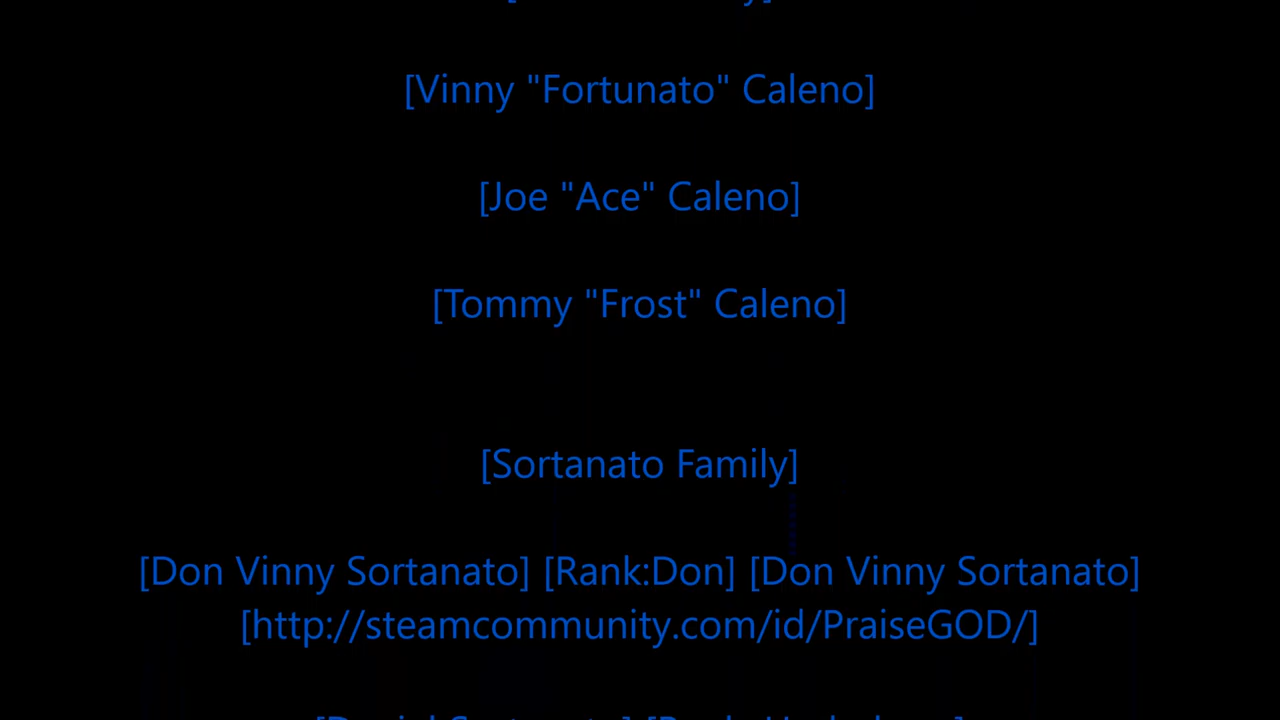 [Vinny "Fortunato" Caleno]
[Joe "Ace" Caleno]
[Tommy "Frost" Caleno]
[Sortanato Family]
[Don Vinny Sortanato] [Rank:Don] [Don Vinny Sortanato]
[http://steamcommunity.com/id/PraiseGOD/]